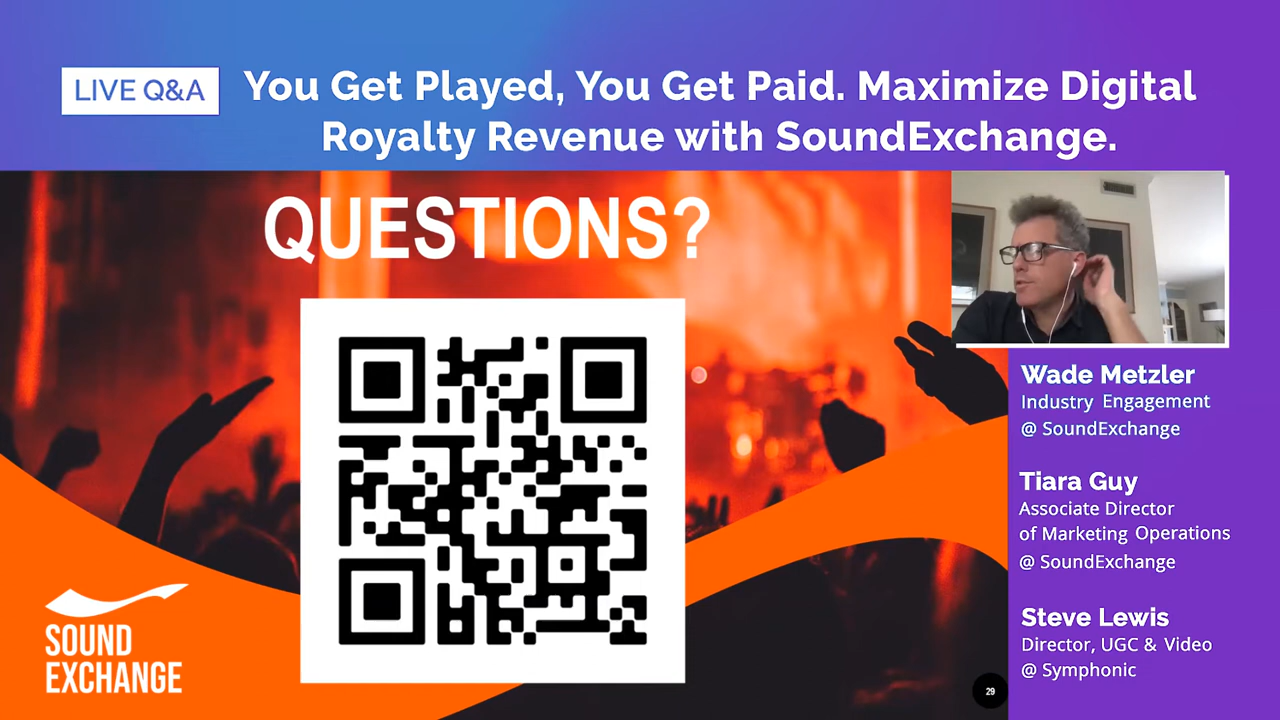 LIVE Q&A
You Get Played, You Get Paid. Maximize Digital
Royalty Revenue with SoundExchange.
QUESTIONS?
Wade Metzler
Industry Engagement
@ SoundExchange
Tiara Guy
Associate Director
of Marketing Operations
@ SoundExchange
Steve Lewis
Director, UGC & Video
@ Symphonic
SOUND
EXCHANGE
29